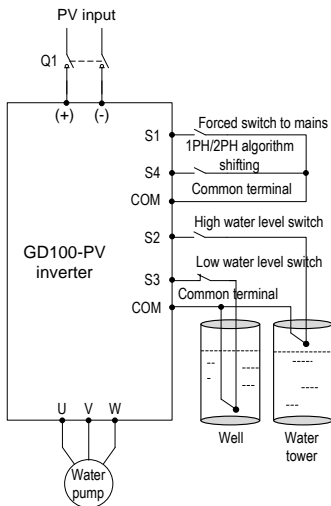 PV input
Q1
(+) (-)
S1
Forced switch to mains
1PH/2PH algorithm
shifting
S4
Common terminal
COM
High water level switch
S2
GD100-PV
inverter
Low water level switch
S3
Common terminal
COM
U V W
Well
Water
tower
Water
pump